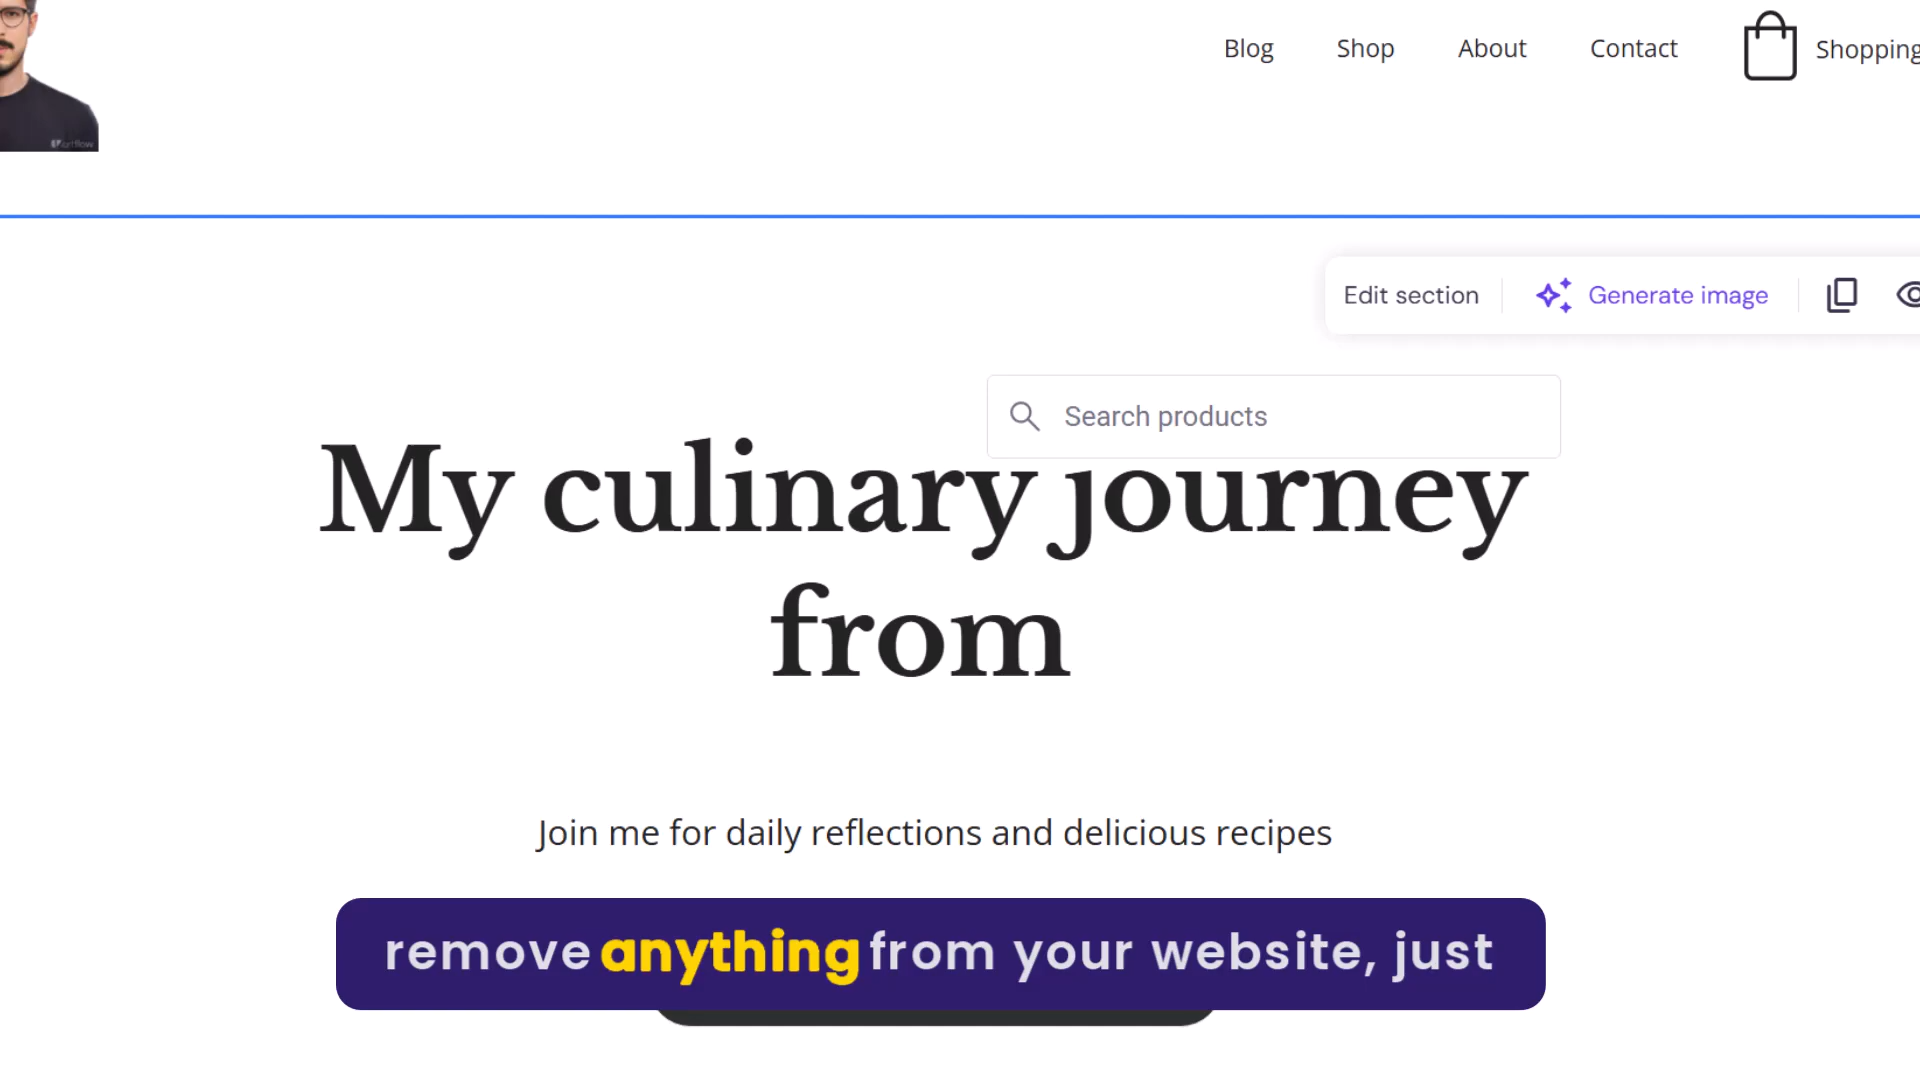 Blog Shop About Contact Shopping
Edit section Generate image
Search products
My culinary journey
from
Join me for daily reflections and delicious recipes
remove anything from your website, just